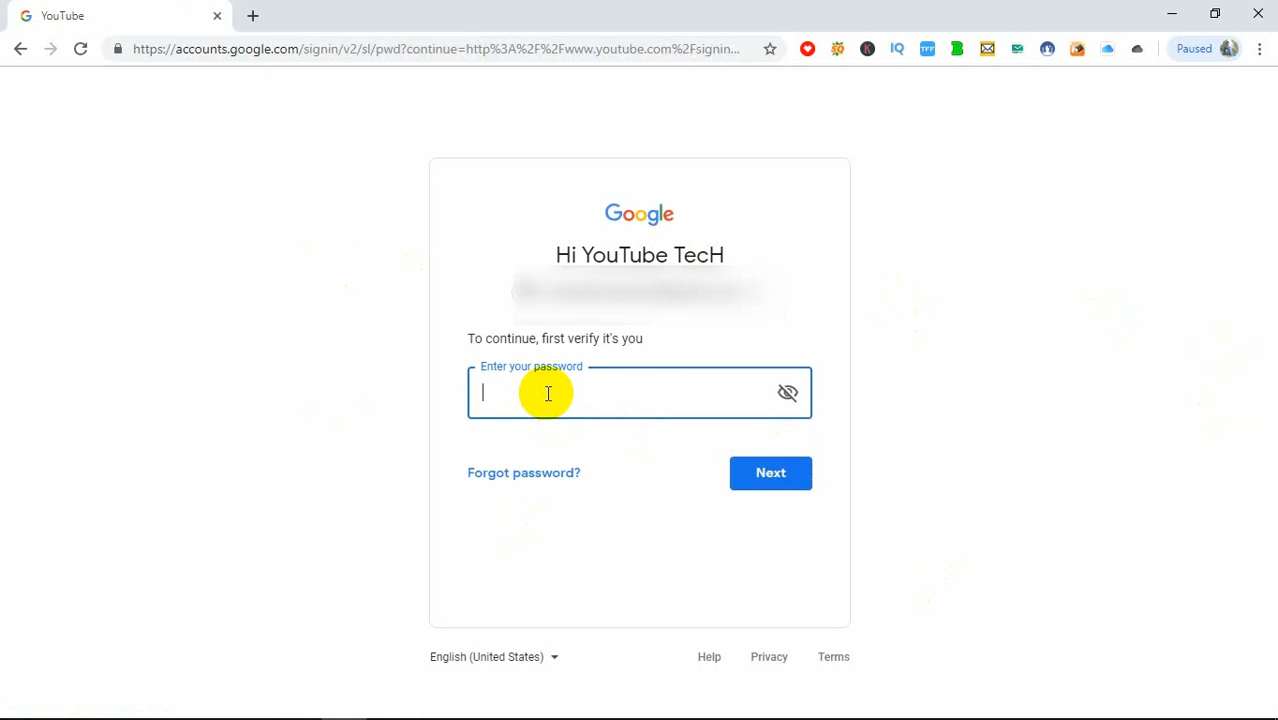 YouTube
https://accounts.google.com/signin/v2/sl/pwd?continue=http%3A%2F%2Fwww.youtube.com%2Fsignin...
IQ
TFF
Paused
Google
Hi YouTube TecH
To continue, first verify it's you
Enter your password
Forgot password?
Next
English (United States)
Help
Privacy
Terms